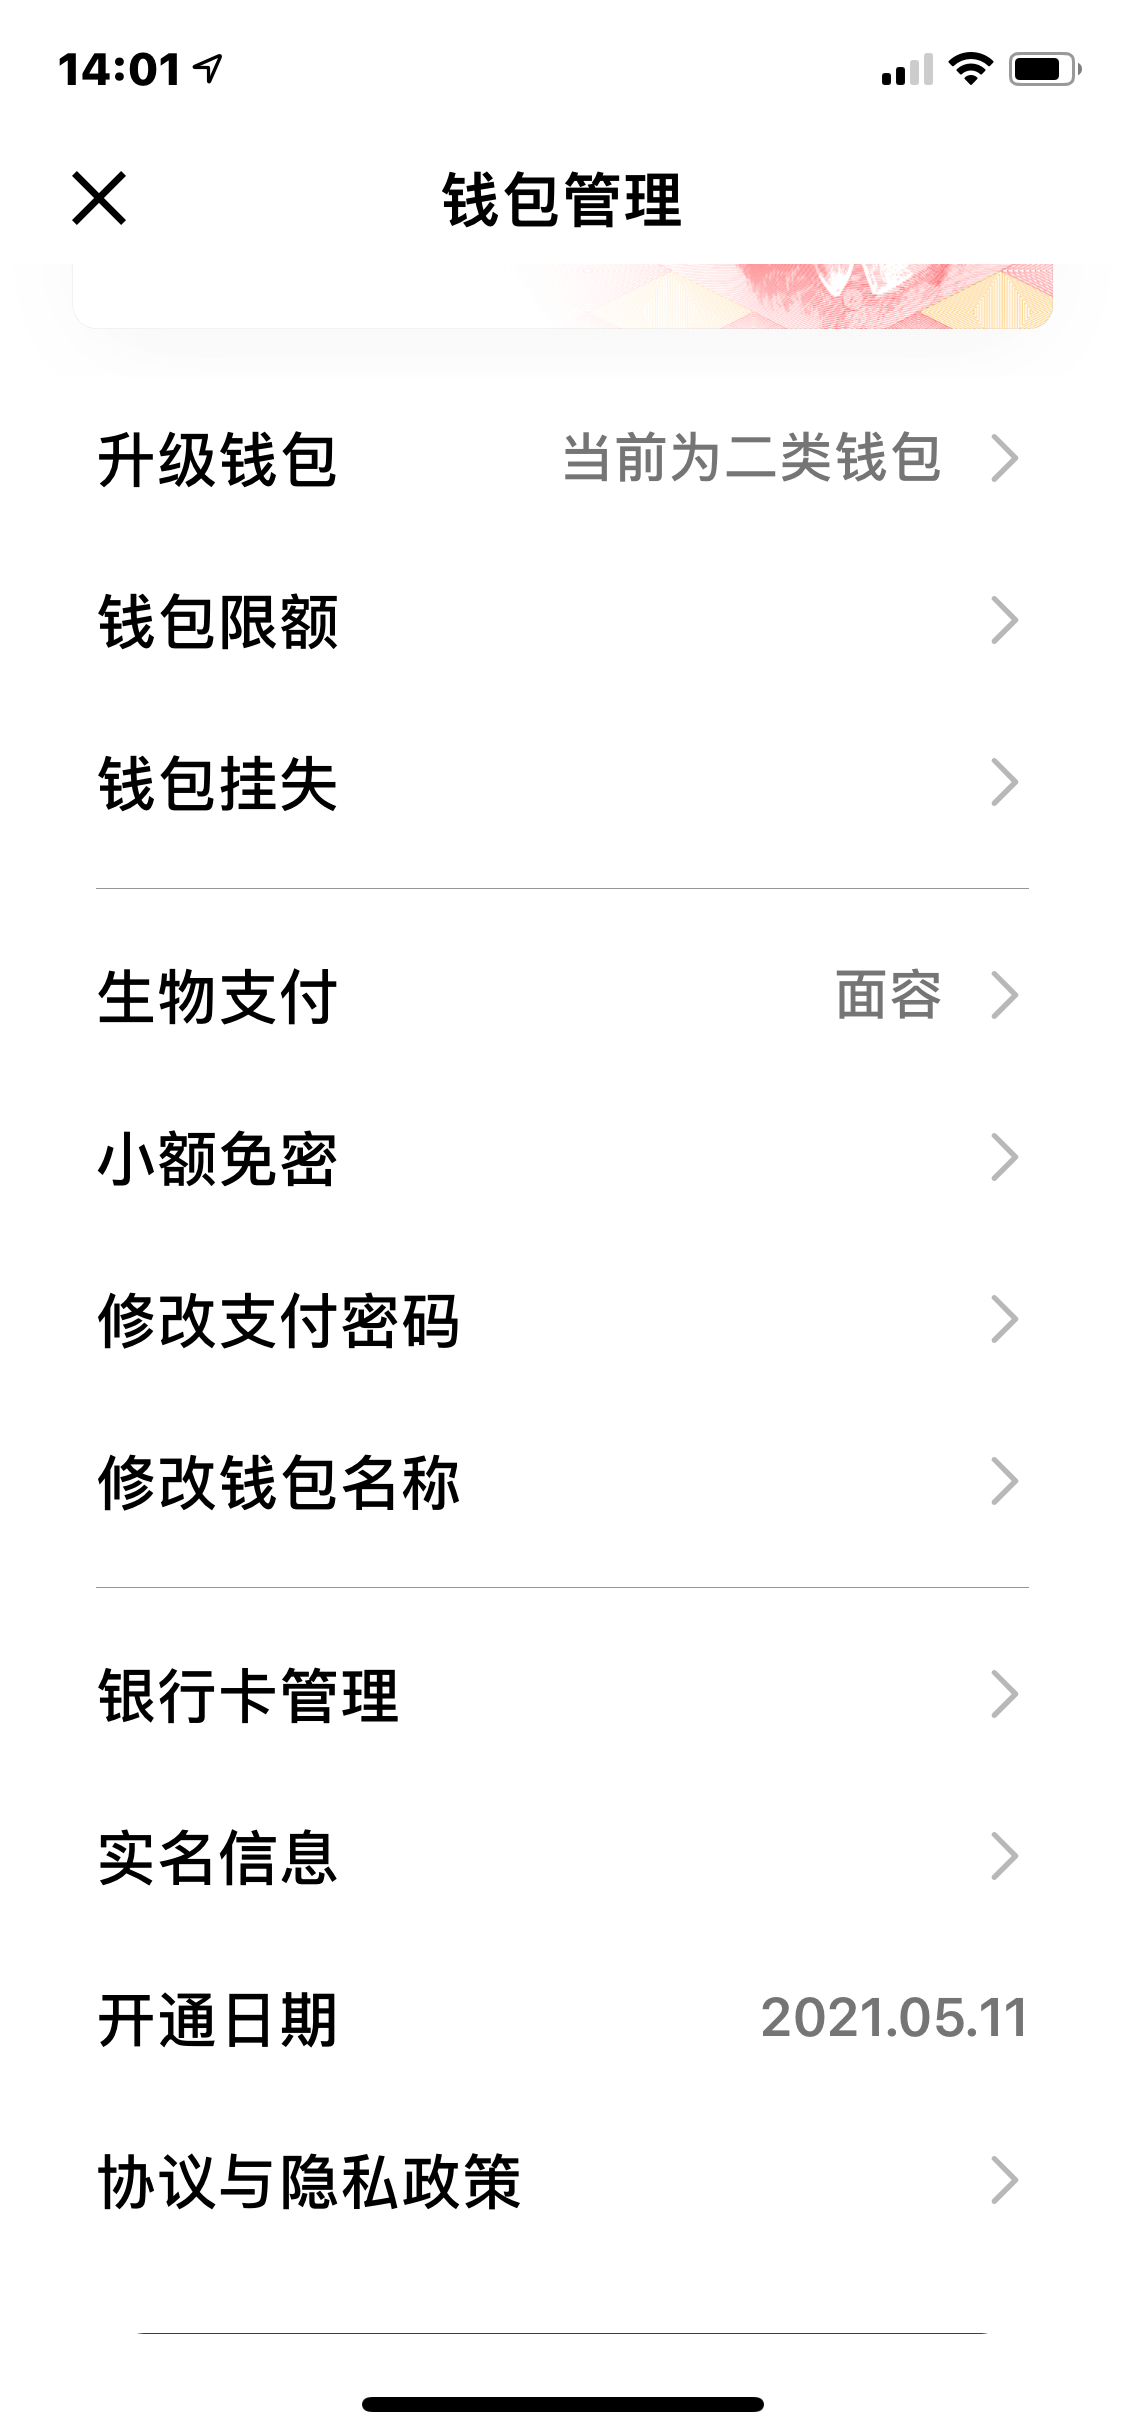 14:01
钱包管理
升级钱包 当前为二类钱包
钱包限额
钱包挂失
生物支付 面容
小额免密
修改支付密码
修改钱包名称
银行卡管理
实名信息
开通日期 2021.05.11
协议与隐私政策